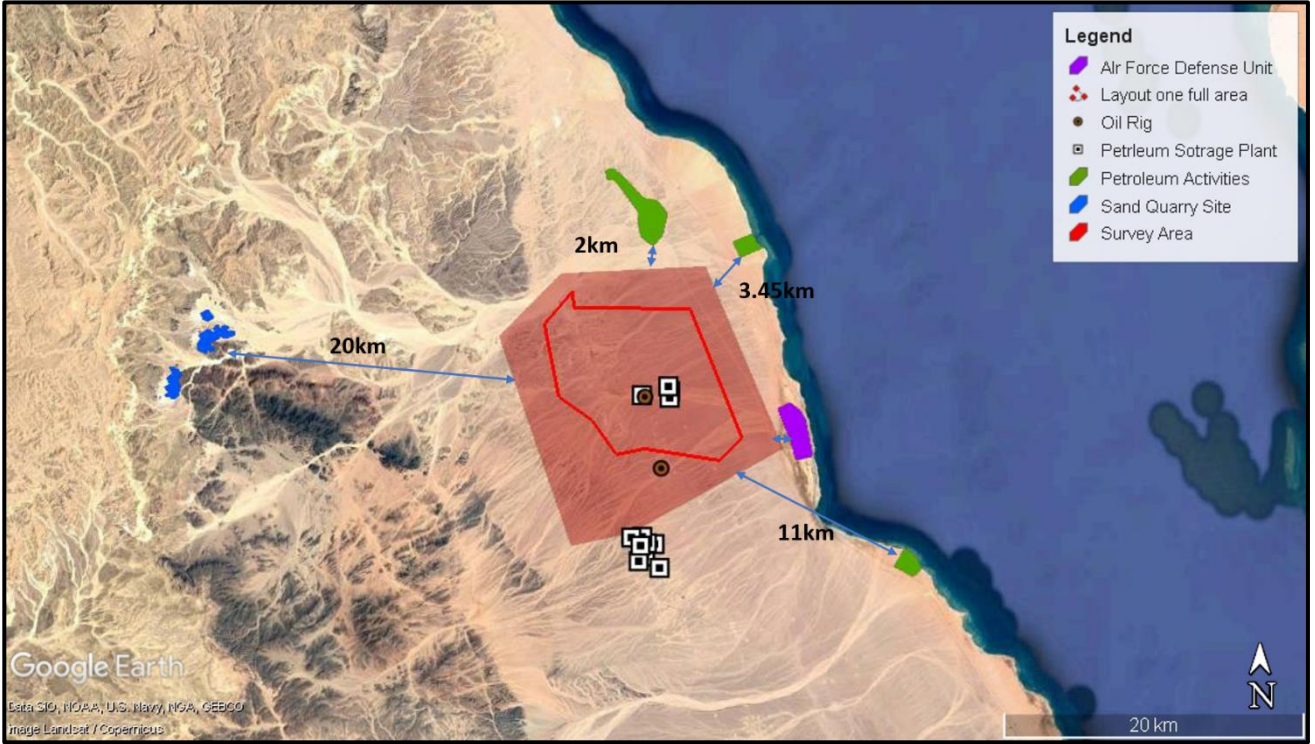 Legend
Air Force Defense Unit
Layout one full area
Oil Rig
Petrleum Sotrage Plant
Petroleum Activities
Sand Quarry Site
Survey Area
2km
3.45km
20km
11km
Google Earth
Data SIO, NOAA, U.S. Navy, NGA, GEBCO
Image Landsat / Copernicus
N
20 km